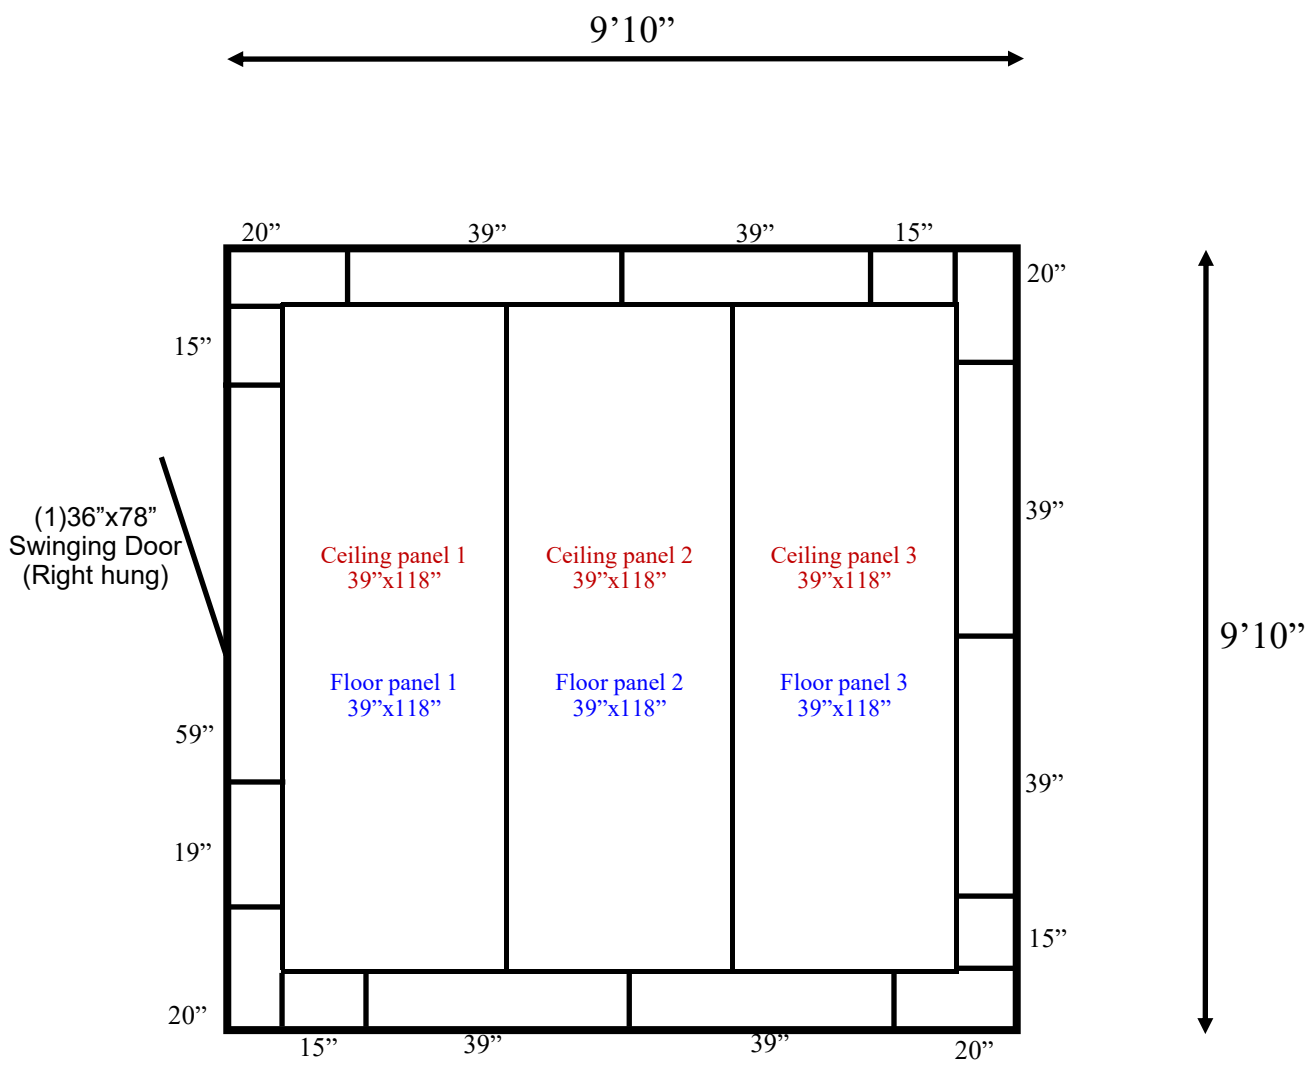 9’10”
20”
39”
39”
15”
20”
15”
39”
(1)36”x78”
Swinging Door
(Right hung)
Ceiling panel 1
39”x118”
Ceiling panel 2
39”x118”
Ceiling panel 3
39”x118”
9’10”
Floor panel 1
39”x118”
Floor panel 2
39”x118”
Floor panel 3
39”x118”
59”
39”
19”
15”
20”
15”
39”
39”
20”